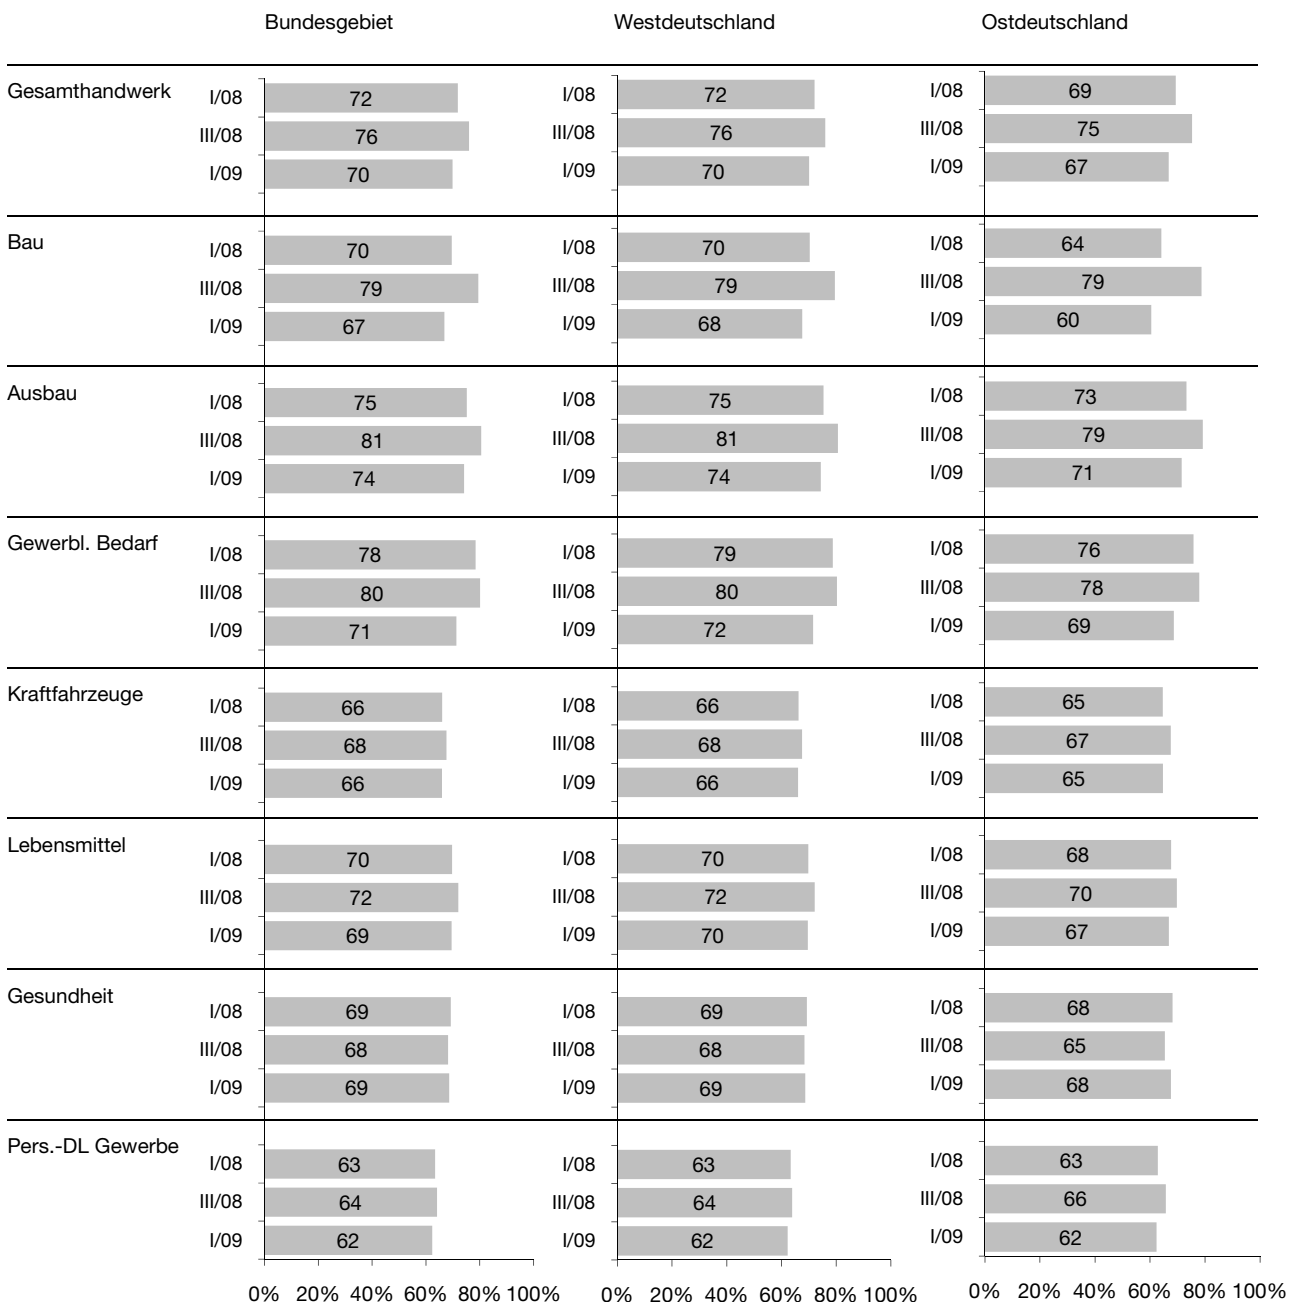 Bundesgebiet Westdeutschland Ostdeutschland
Gesamthandwerk I/08 72 I/08 72 I/08 69
III/08 76 III/08 76 III/08 75
I/09 70 I/09 70 I/09 67
Bau I/08 70 I/08 70 I/08 64
III/08 79 III/08 79 III/08 79
I/09 67 I/09 68 I/09 60
Ausbau I/08 75 I/08 75 I/08 73
III/08 81 III/08 81 III/08 79
I/09 74 I/09 74 I/09 71
Gewerbl. Bedarf I/08 78 I/08 79 I/08 76
III/08 80 III/08 80 III/08 78
I/09 71 I/09 72 I/09 69
Kraftfahrzeuge I/08 66 I/08 66 I/08 65
III/08 68 III/08 68 III/08 67
I/09 66 I/09 66 I/09 65
Lebensmittel I/08 70 I/08 70 I/08 68
III/08 72 III/08 72 III/08 70
I/09 69 I/09 70 I/09 67
Gesundheit I/08 69 I/08 69 I/08 68
III/08 68 III/08 68 III/08 65
I/09 69 I/09 69 I/09 68
Pers.-DL Gewerbe I/08 63 I/08 63 I/08 63
III/08 64 III/08 64 III/08 66
I/09 62 I/09 62 I/09 62
0% 20% 40% 60% 80% 100% 0% 20% 40% 60% 80% 100% 0% 20% 40% 60% 80% 100%